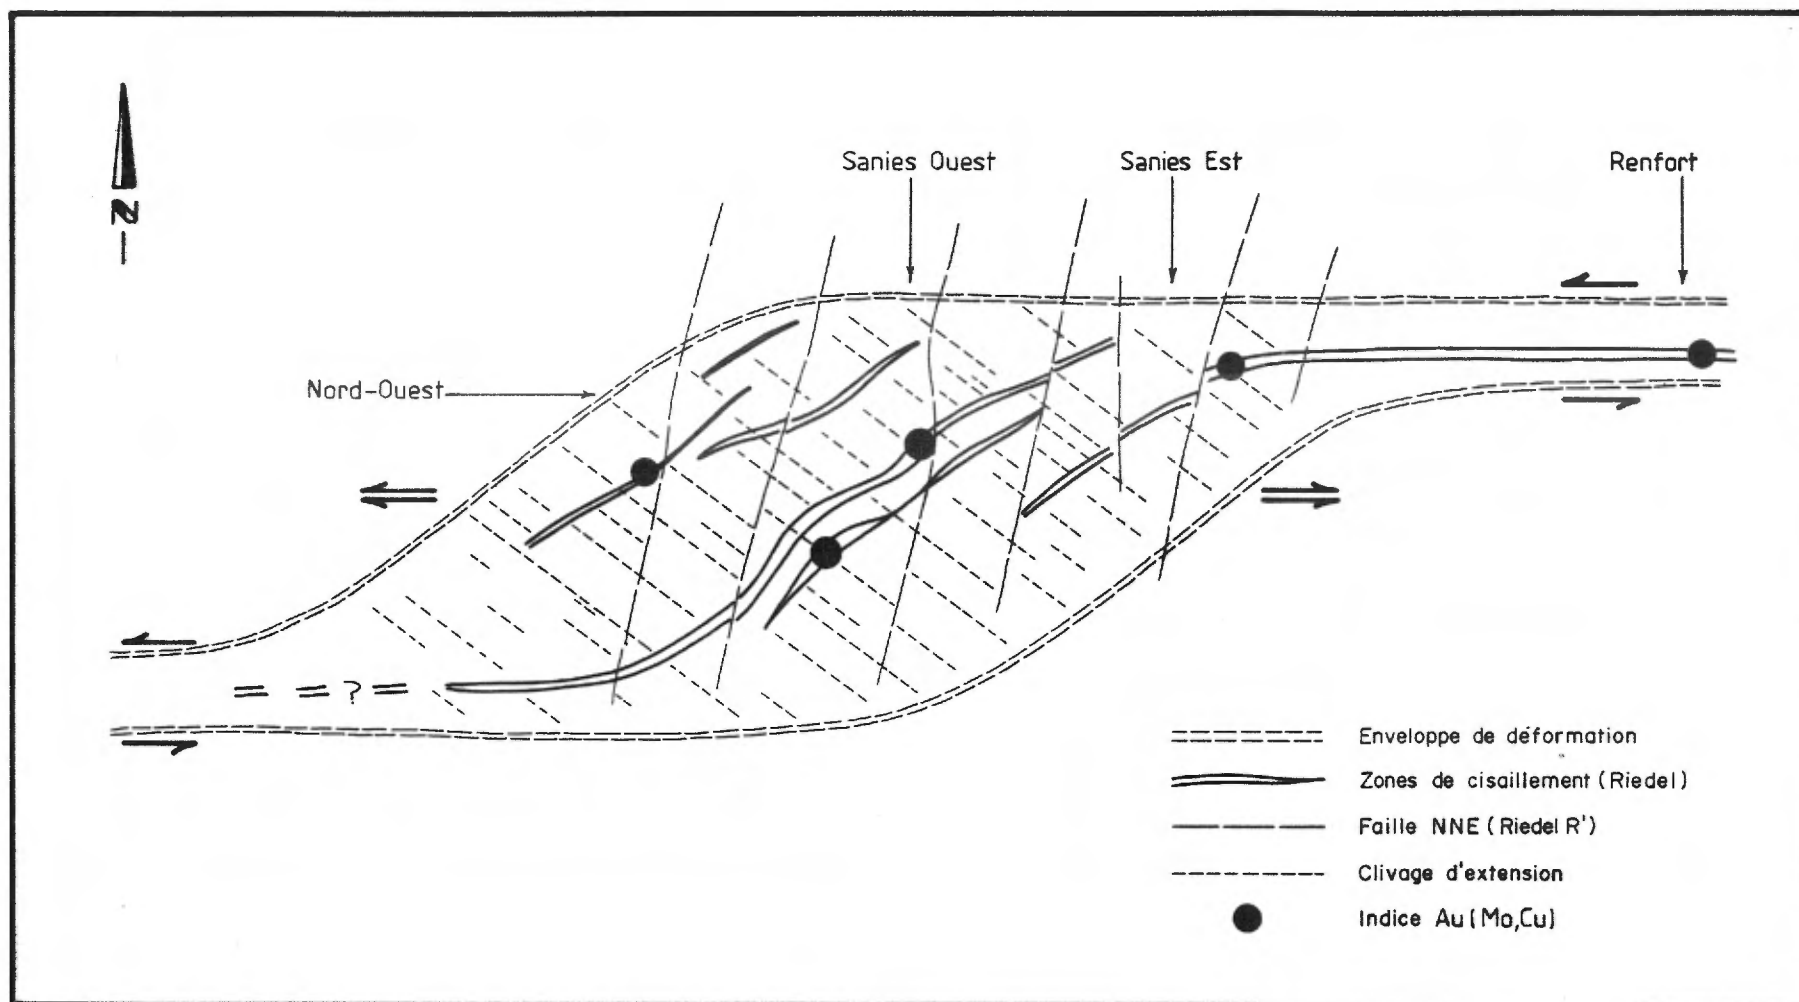 N
Sanies Ouest
Sanies Est
Renfort
Nord-Ouest
?
Enveloppe de déformation
Zones de cisaillement (Riedel)
Faille NNE (Riedel R')
Clivage d'extension
Indice Au (Mo,Cu)